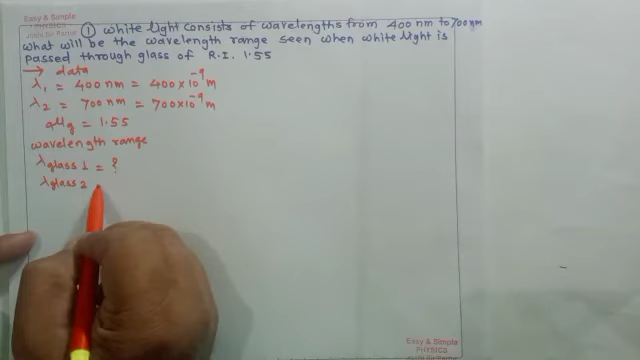 Easy & Simple
PHYSICS
① White light consists of wavelengths from 400 nm to 700 nm
what will be the wavelength range seen when white light is
passed through glass of R.I. 1.55
→ data
λ₁ = 400 nm = 400 × 10⁻⁹ m
λ₂ = 700 nm = 700 × 10⁻⁹ m
aμg = 1.55
wavelength range
λglass 1 = ?
λglass 2
Easy & Simple
PHYSICS